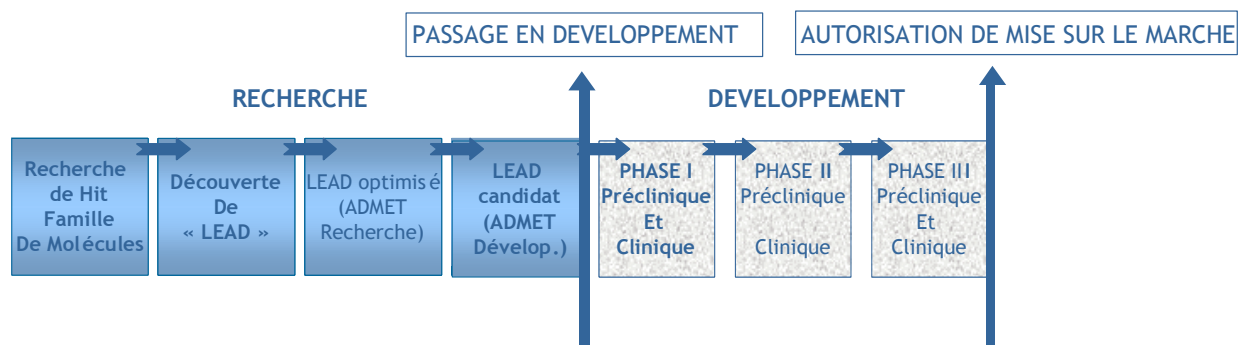 PASSAGE EN DEVELOPPEMENT
AUTORISATION DE MISE SUR LE MARCHE
RECHERCHE
DEVELOPPEMENT
Recherche
de Hit
Famille
De Molécules
Découverte
De
« LEAD »
LEAD optimisé
(ADMET
Recherche)
LEAD
candidat
(ADMET
Dévelop.)
PHASE I
Préclinique
Et
Clinique
PHASE II
Préclinique
Clinique
PHASE III
Préclinique
Et
Clinique